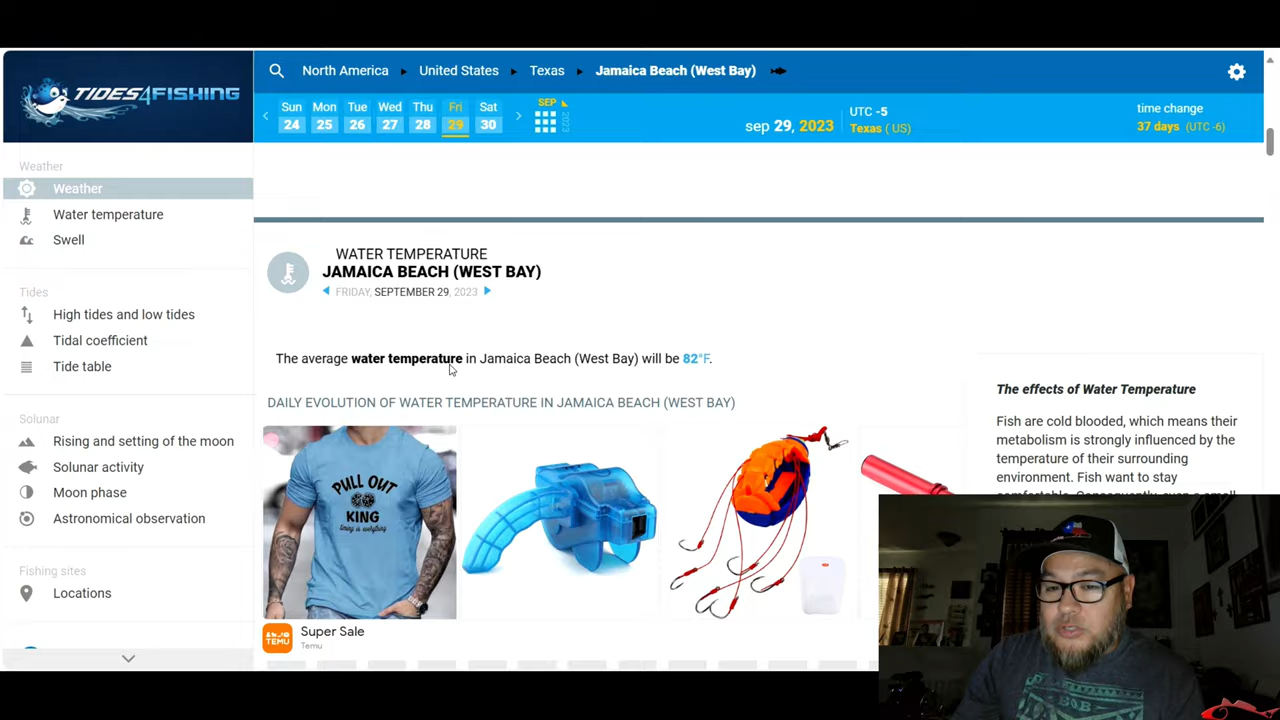 TIDES4FISHING
North America
United States
Texas
Jamaica Beach (West Bay)
Sun
Mon
Tue
Wed
Thu
Fri
Sat
24
25
26
27
28
29
30
SEP
2023
sep 29, 2023
UTC -5
Texas ( US)
time change
37 days (UTC -6)
Weather
Weather
Water temperature
Swell
Tides
High tides and low tides
Tidal coefficient
Tide table
Solunar
Rising and setting of the moon
Solunar activity
Moon phase
Astronomical observation
Fishing sites
Locations
WATER TEMPERATURE
JAMAICA BEACH (WEST BAY)
FRIDAY, SEPTEMBER 29, 2023
The average water temperature in Jamaica Beach (West Bay) will be 82°F.
DAILY EVOLUTION OF WATER TEMPERATURE IN JAMAICA BEACH (WEST BAY)
PULL OUT
KING
timing is everything
TEMU
Super Sale
Temu
The effects of Water Temperature
Fish are cold blooded, which means their
metabolism is strongly influenced by the
temperature of their surrounding
environment. Fish want to stay